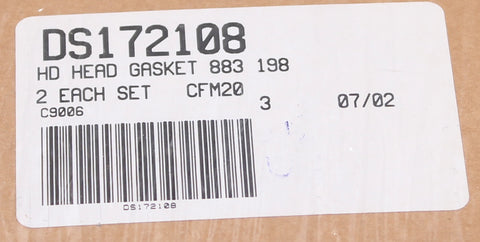 DS172108
HD HEAD GASKET 883 198
2 EACH SET CFM20 3 07/02
C9006
DS172108